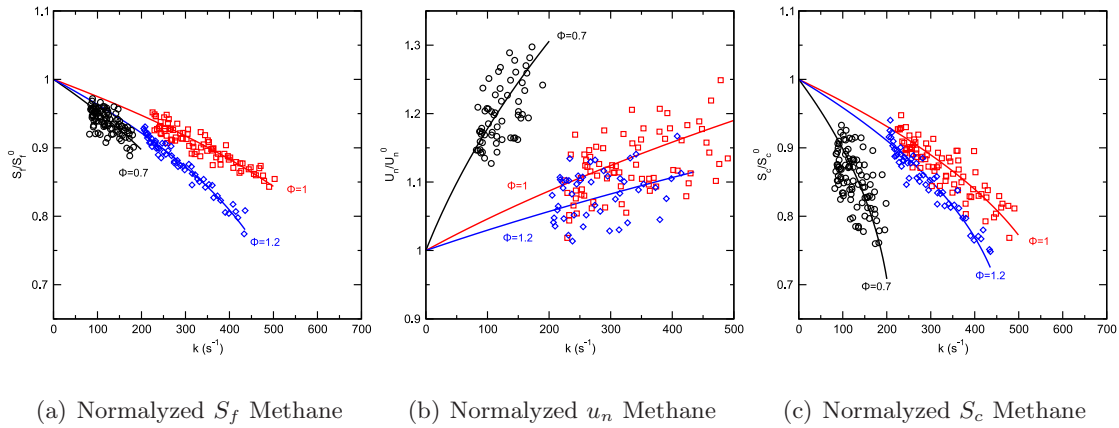 1.1
1
0.9
0.8
0.7
S_f/S_f^0
0 100 200 300 400 500 600 700
k (s^-1)
Φ=0.7
Φ=1
Φ=1.2
1.3
1.2
1.1
1
0.9
U_n/U_n^0
0 100 200 300 400 500
k (s^-1)
Φ=0.7
Φ=1
Φ=1.2
1.1
1
0.9
0.8
0.7
S_c/S_c^0
0 100 200 300 400 500 600 700
k (s^-1)
Φ=1
Φ=1.2
Φ=0.7
(a) Normalyzed S_f Methane
(b) Normalyzed u_n Methane
(c) Normalyzed S_c Methane